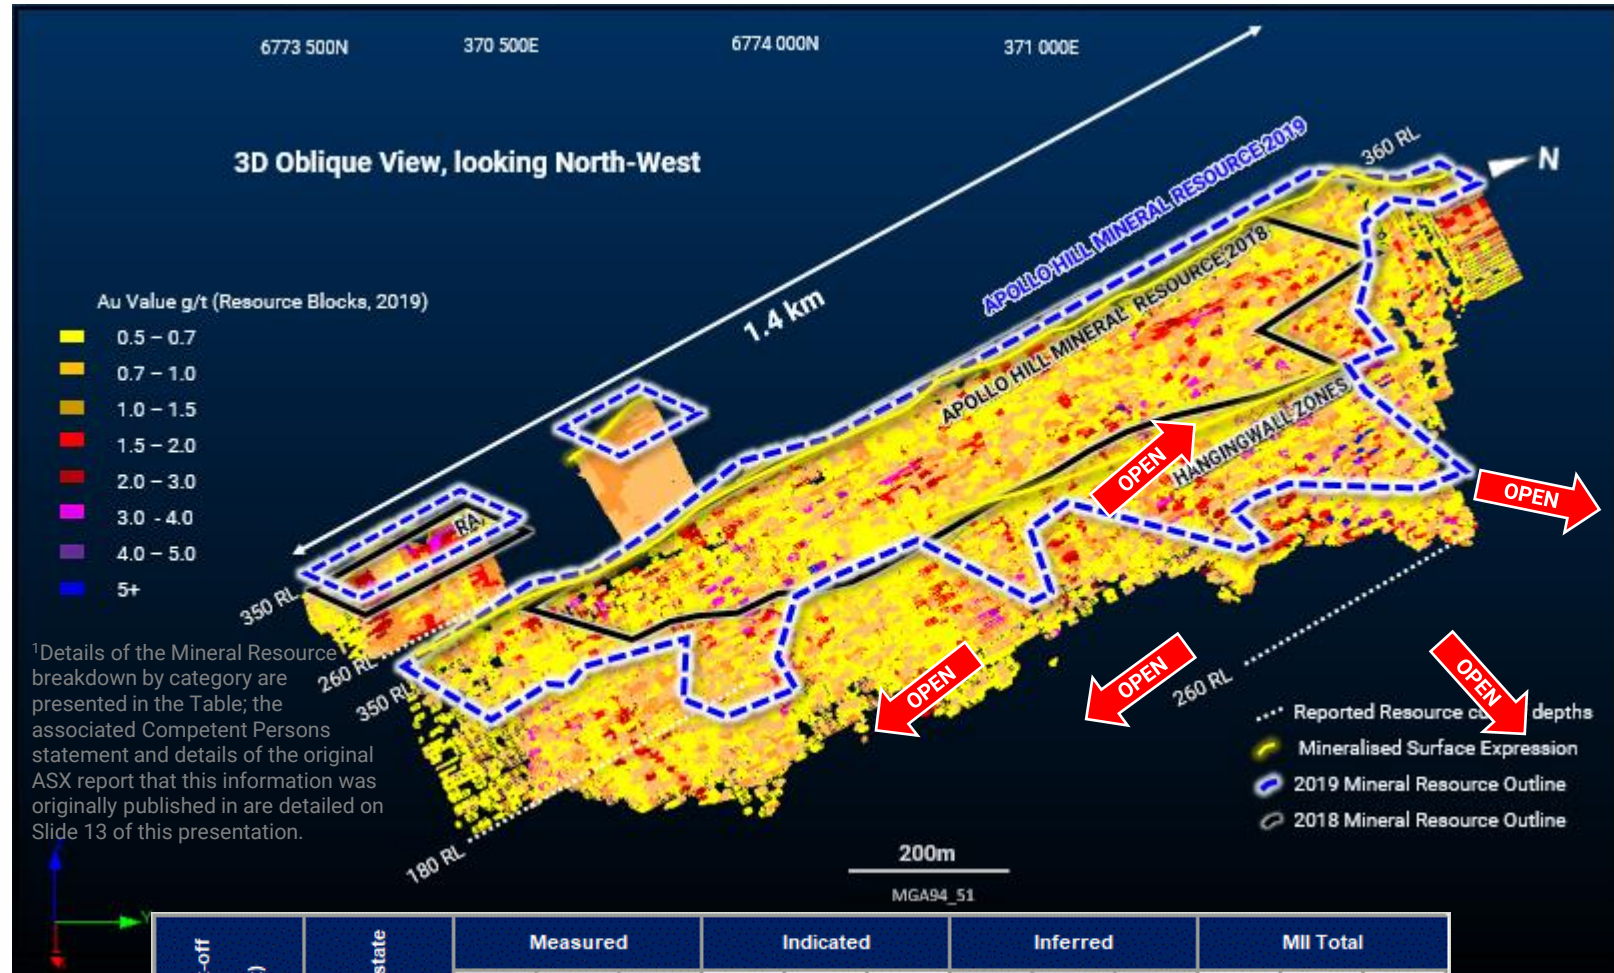 6773 500N
370 500E
6774 000N
371 000E
3D Oblique View, looking North-West
360 RL
N
APOLLO HILL MINERAL RESOURCE 2019
APOLLO HILL MINERAL RESOURCE 2018
1.4 km
Au Value g/t (Resource Blocks, 2019)
0.5 – 0.7
0.7 – 1.0
1.0 – 1.5
1.5 – 2.0
2.0 – 3.0
3.0 - 4.0
4.0 – 5.0
5+
HANGINGWALL ZONES
OPEN
OPEN
RA
350 RL
260 RL
350 RL
OPEN
OPEN
OPEN
260 RL
¹Details of the Mineral Resource
breakdown by category are
presented in the Table; the
associated Competent Persons
statement and details of the original
ASX report that this information was
originally published in are detailed on
Slide 13 of this presentation.
Reported Resource depths
Mineralised Surface Expression
2019 Mineral Resource Outline
2018 Mineral Resource Outline
180 RL
200m
MGA94_51
Y
-off
state
Measured
Indicated
Inferred
MII Total